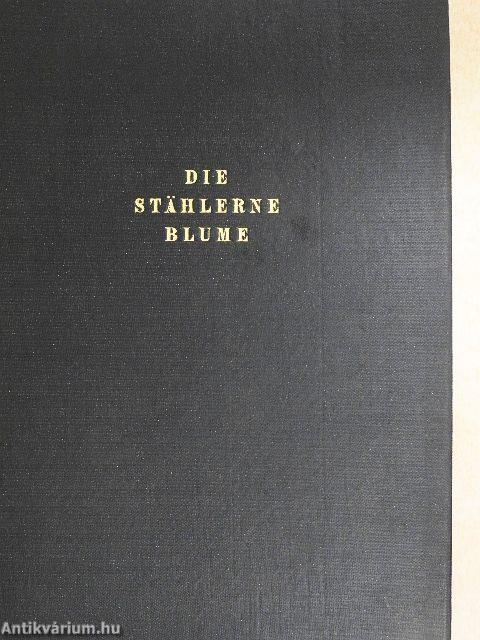 DIE
STÄHLERNE
BLUME
Antikvárium.hu